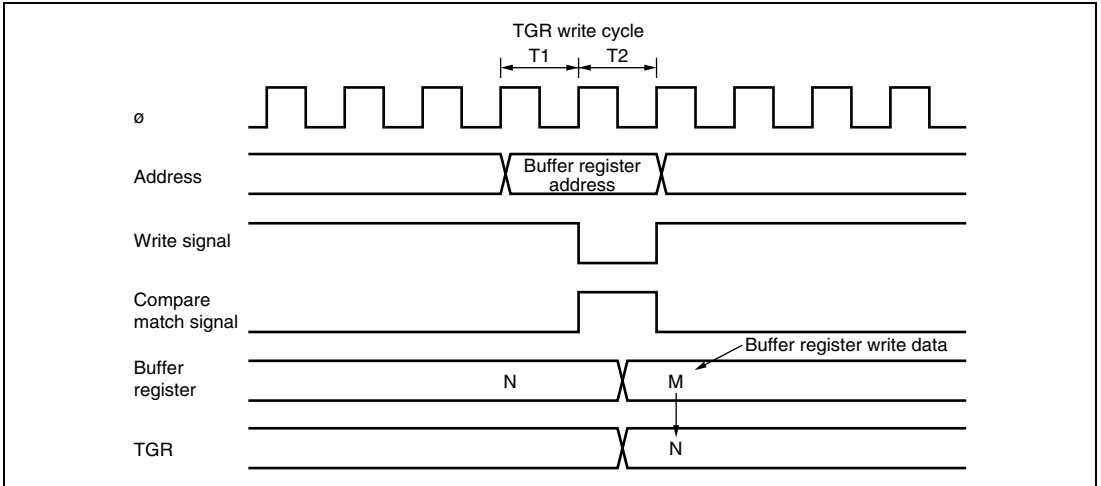 TGR write cycle
T1 T2
ø
Address
Buffer register
address
Write signal
Compare
match signal
Buffer register write data
Buffer
register
N M
TGR
N